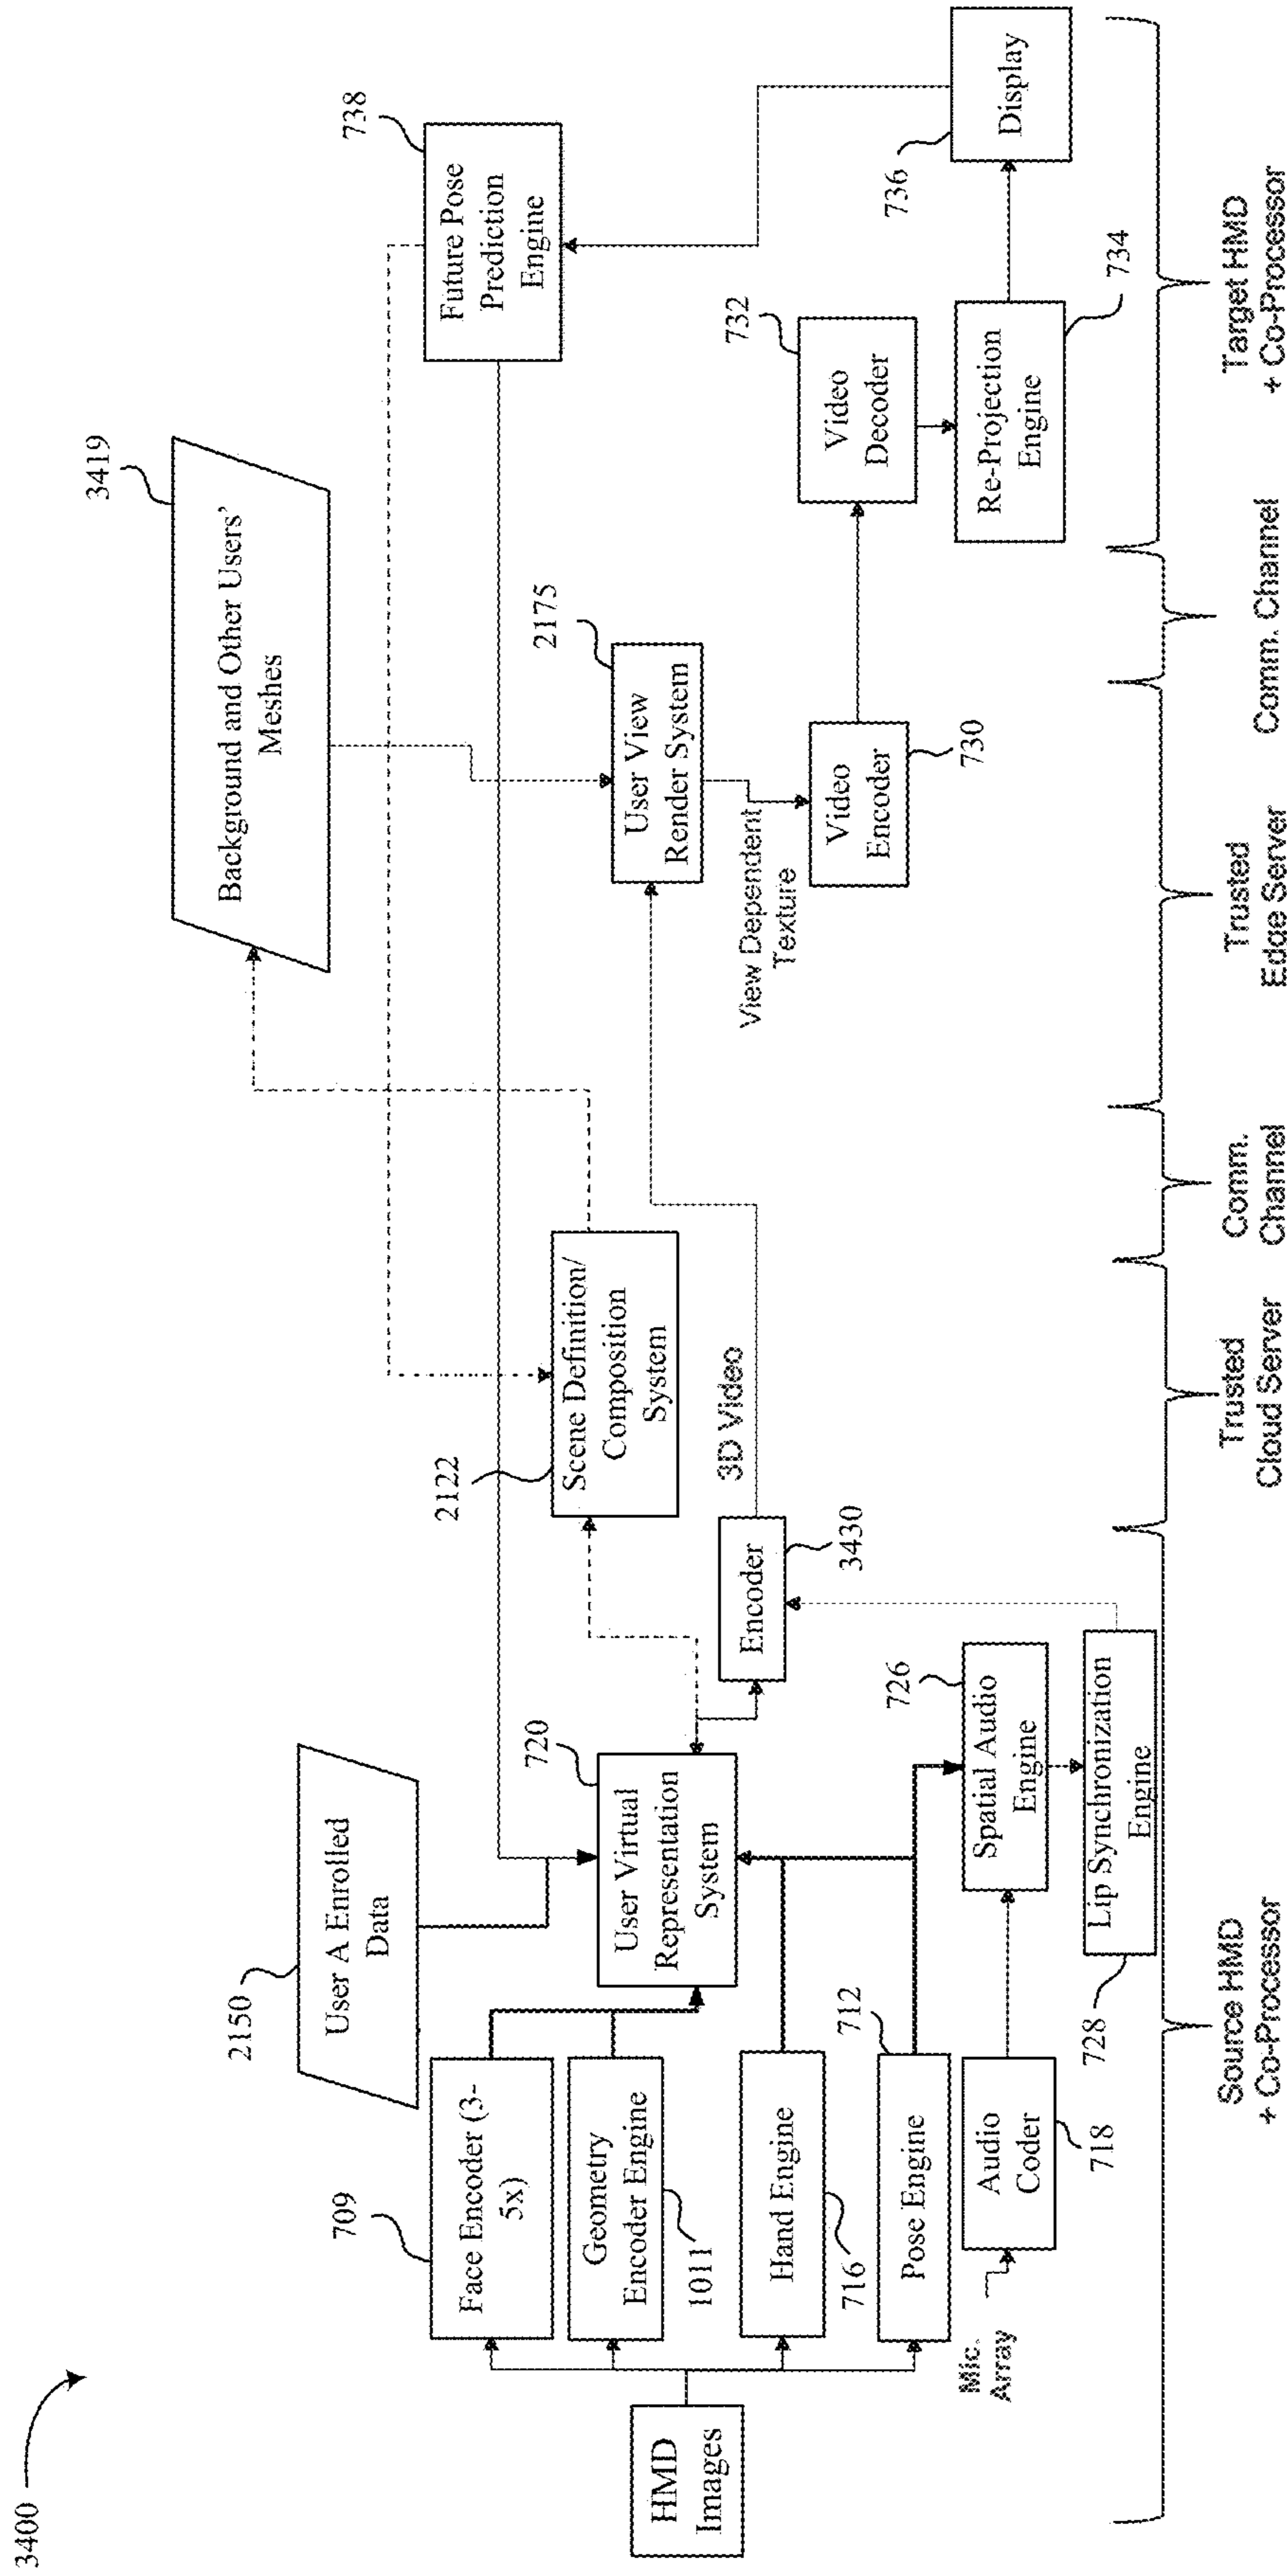 3400
HMD
Images
709
Face Encoder (3-
5x)
Geometry
Encoder Engine
1011
Hand Engine
716
Pose Engine
712
Mic.
Array
Audio
Coder
718
2150
User A Enrolled
Data
720
User Virtual
Representation
System
726
Spatial Audio
Engine
Lip Synchronization
Engine
728
Encoder
3430
3D Video
2122
Scene Definition/
Composition
System
3419
Background and Other Users'
Meshes
2175
User View
Render System
View Dependent
Texture
Video
Encoder
730
738
Future Pose
Prediction
Engine
732
Video
Decoder
Re-Projection
Engine
734
736
Display
Source HMD
+ Co-Processor
Trusted
Cloud Server
Comm.
Channel
Trusted
Edge Server
Comm. Channel
Target HMD
+ Co-Processor